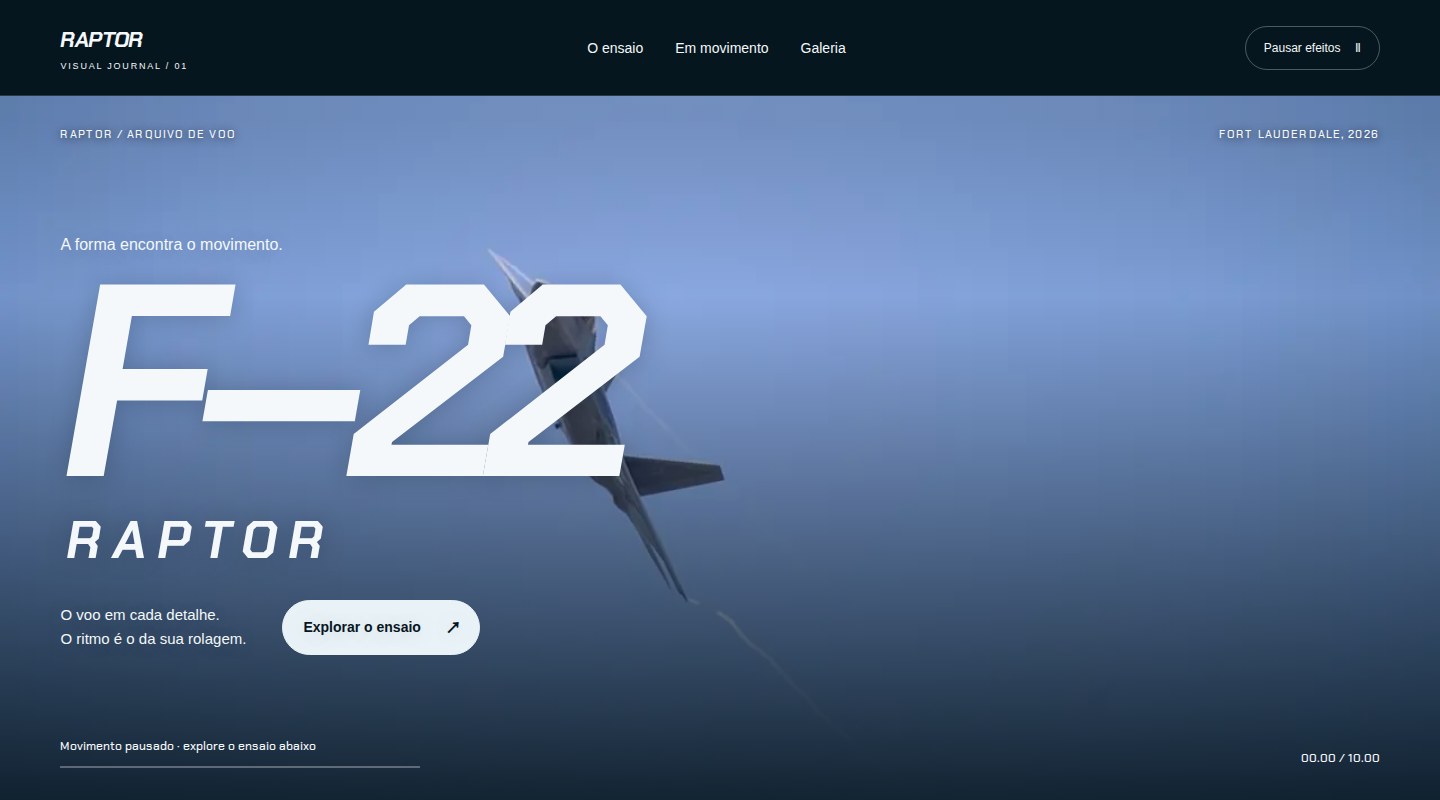 RAPTOR
VISUAL JOURNAL / 01
O ensaio
Em movimento
Galeria
Pausar efeitos
RAPTOR / ARQUIVO DE VOO
FORT LAUDERDALE, 2026
A forma encontra o movimento.
F—22
RAPTOR
O voo em cada detalhe.
O ritmo é o da sua rolagem.
Explorar o ensaio ↗
Movimento pausado · explore o ensaio abaixo
00.00 / 10.00